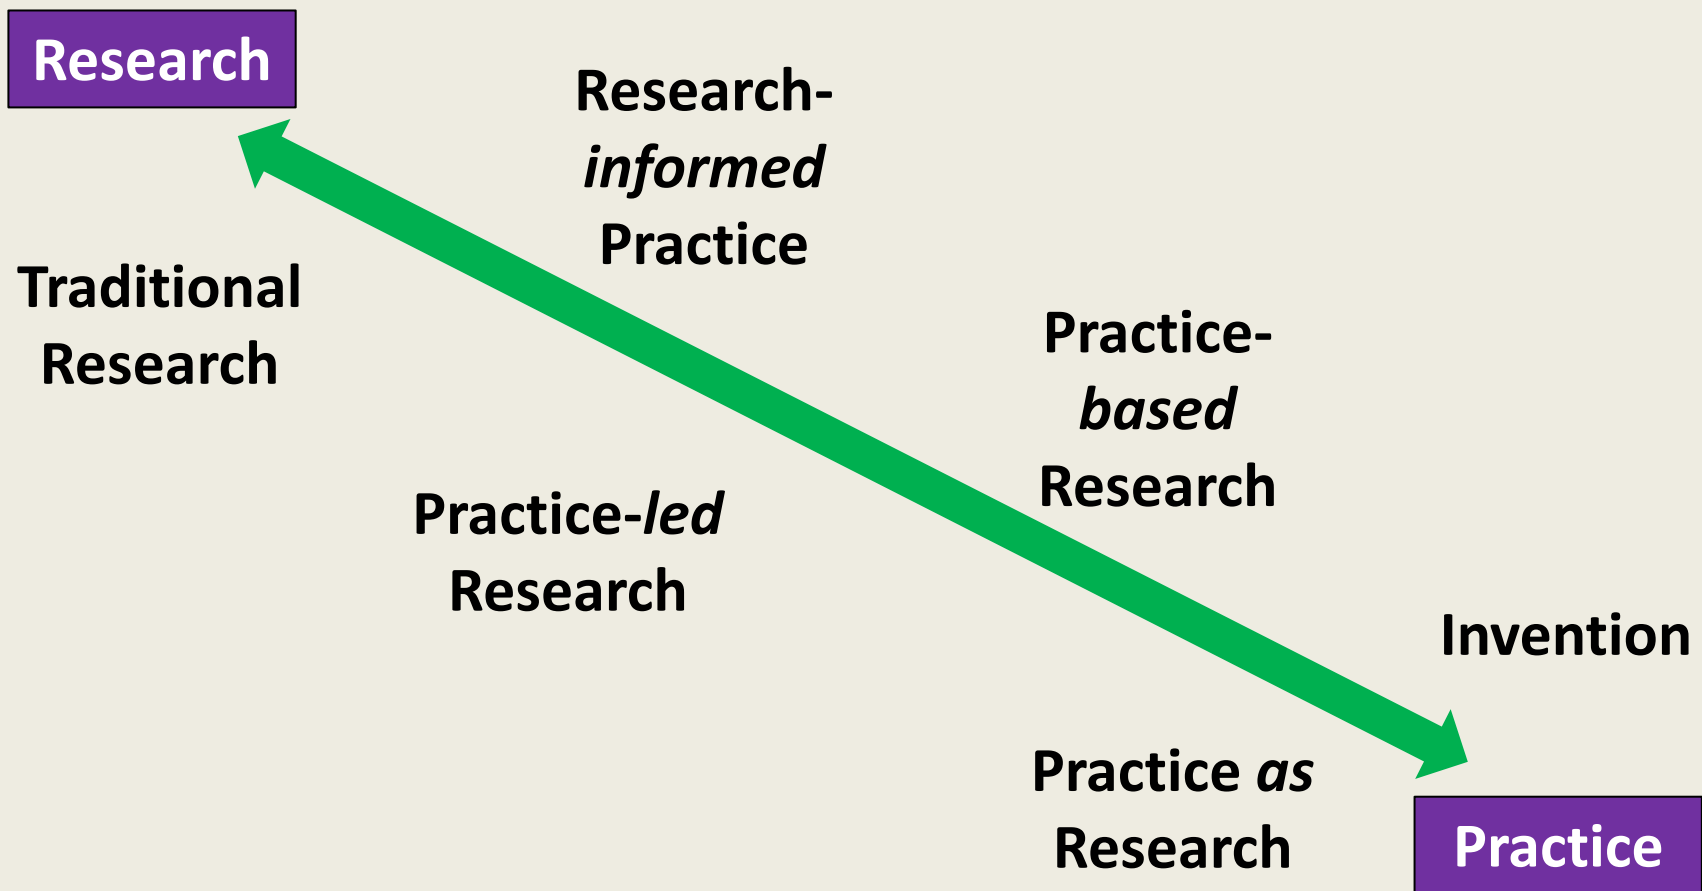 Research
Research-
informed
Practice
Traditional
Research
Practice-
based
Research
Practice-led
Research
Invention
Practice as
Research
Practice